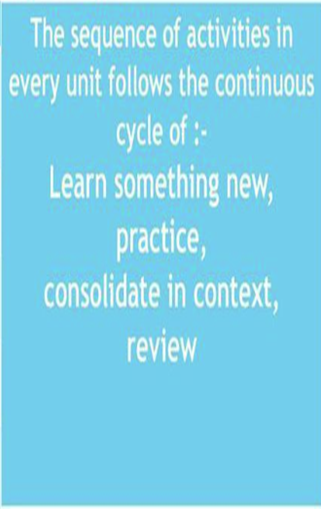 The sequence of activities in
every unit follows the continuous
cycle of :-
Learn something new,
practice,
consolidate in context,
review